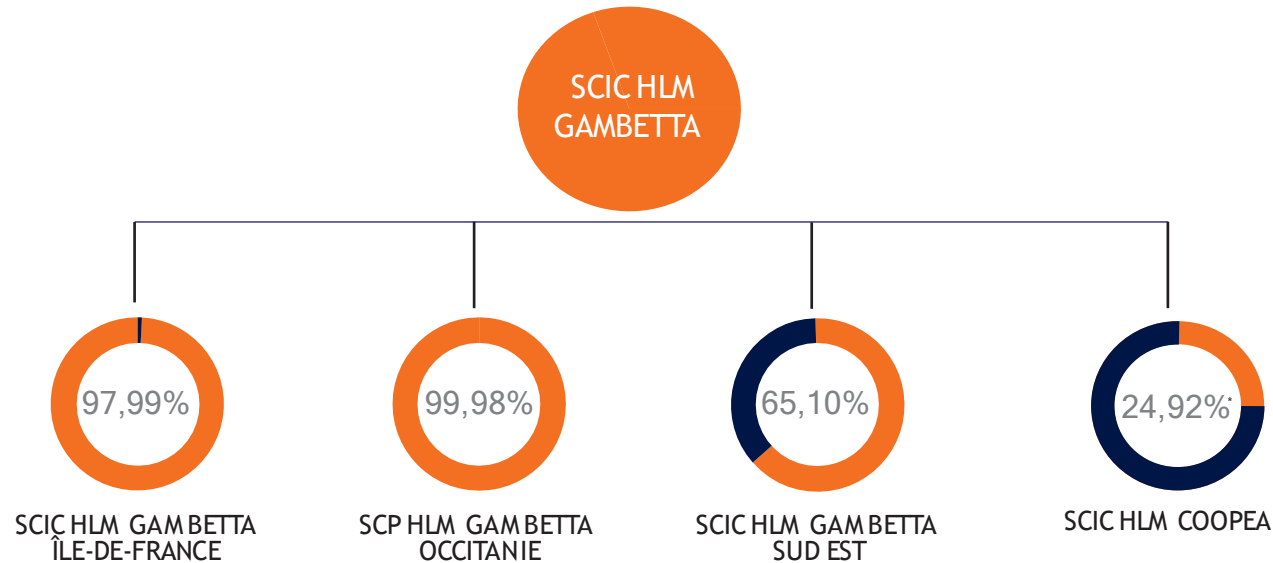 SCIC HLM
GAMBETTA
97,99%
99,98%
65,10%
24,92%*
SCIC HLM GAMBETTA
ÎLE-DE-FRANCE
SCP HLM GAMBETTA
OCCITANIE
SCIC HLM GAMBETTA
SUD EST
SCIC HLM COOPEA